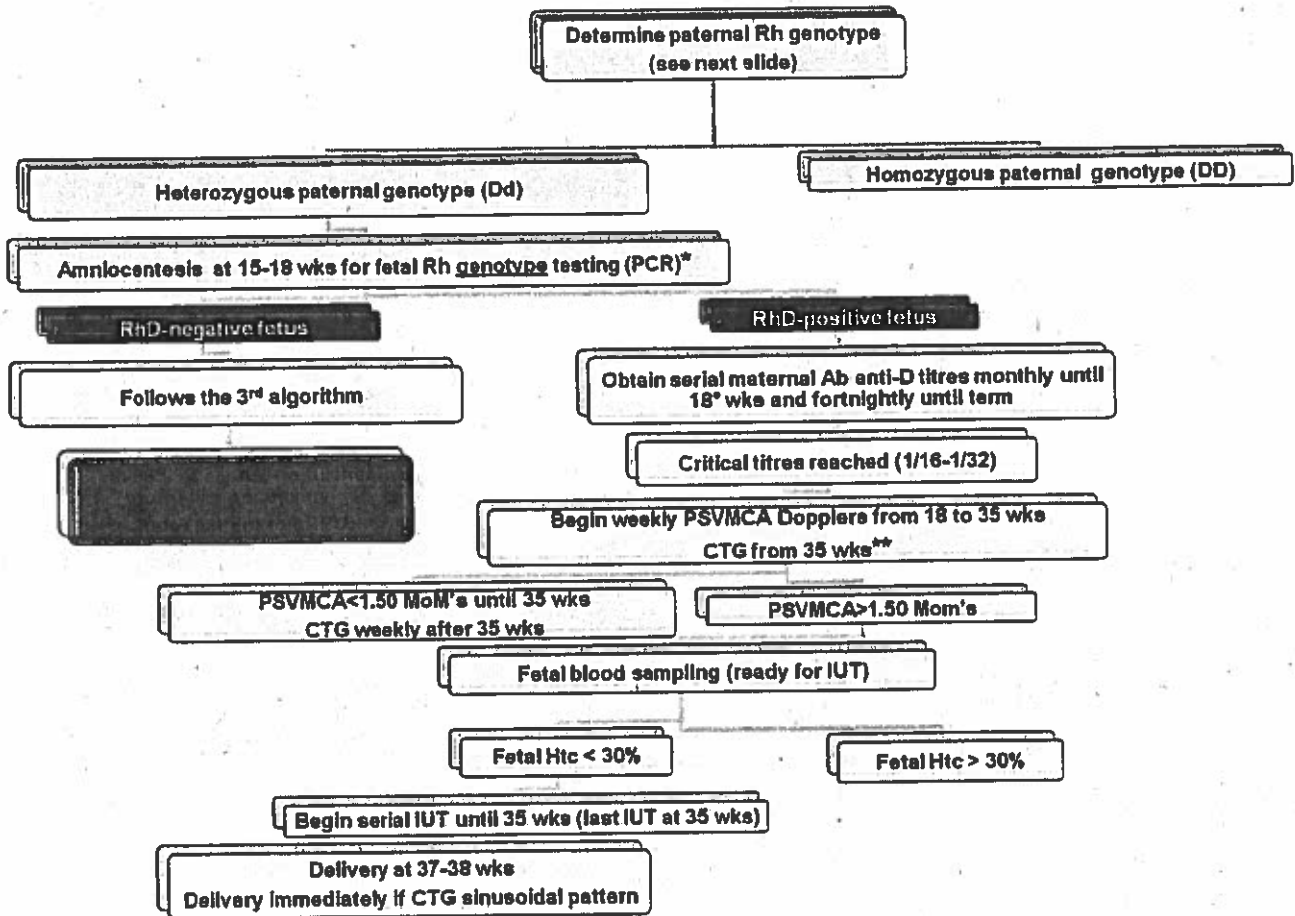 Determine paternal Rh genotype
(see next slide)
Heterozygous paternal genotype (Dd)
Homozygous paternal genotype (DD)
Amniocentesis at 15-18 wks for fetal Rh genotype testing (PCR)*
RhD-negative fetus
RhD-positive fetus
Follows the 3rd algorithm
Obtain serial maternal Ab anti-D titres monthly until
18* wks and fortnightly until term
Critical titres reached (1/16-1/32)
Begin weekly PSVMCA Dopplers from 18 to 35 wks
CTG from 35 wks**
PSVMCA<1.50 MoM's until 35 wks
CTG weekly after 35 wks
PSVMCA>1.50 Mom's
Fetal blood sampling (ready for IUT)
Fetal Htc < 30%
Fetal Htc > 30%
Begin serial IUT until 35 wks (last IUT at 35 wks)
Delivery at 37-38 wks
Delivery immediately if CTG sinusoidal pattern